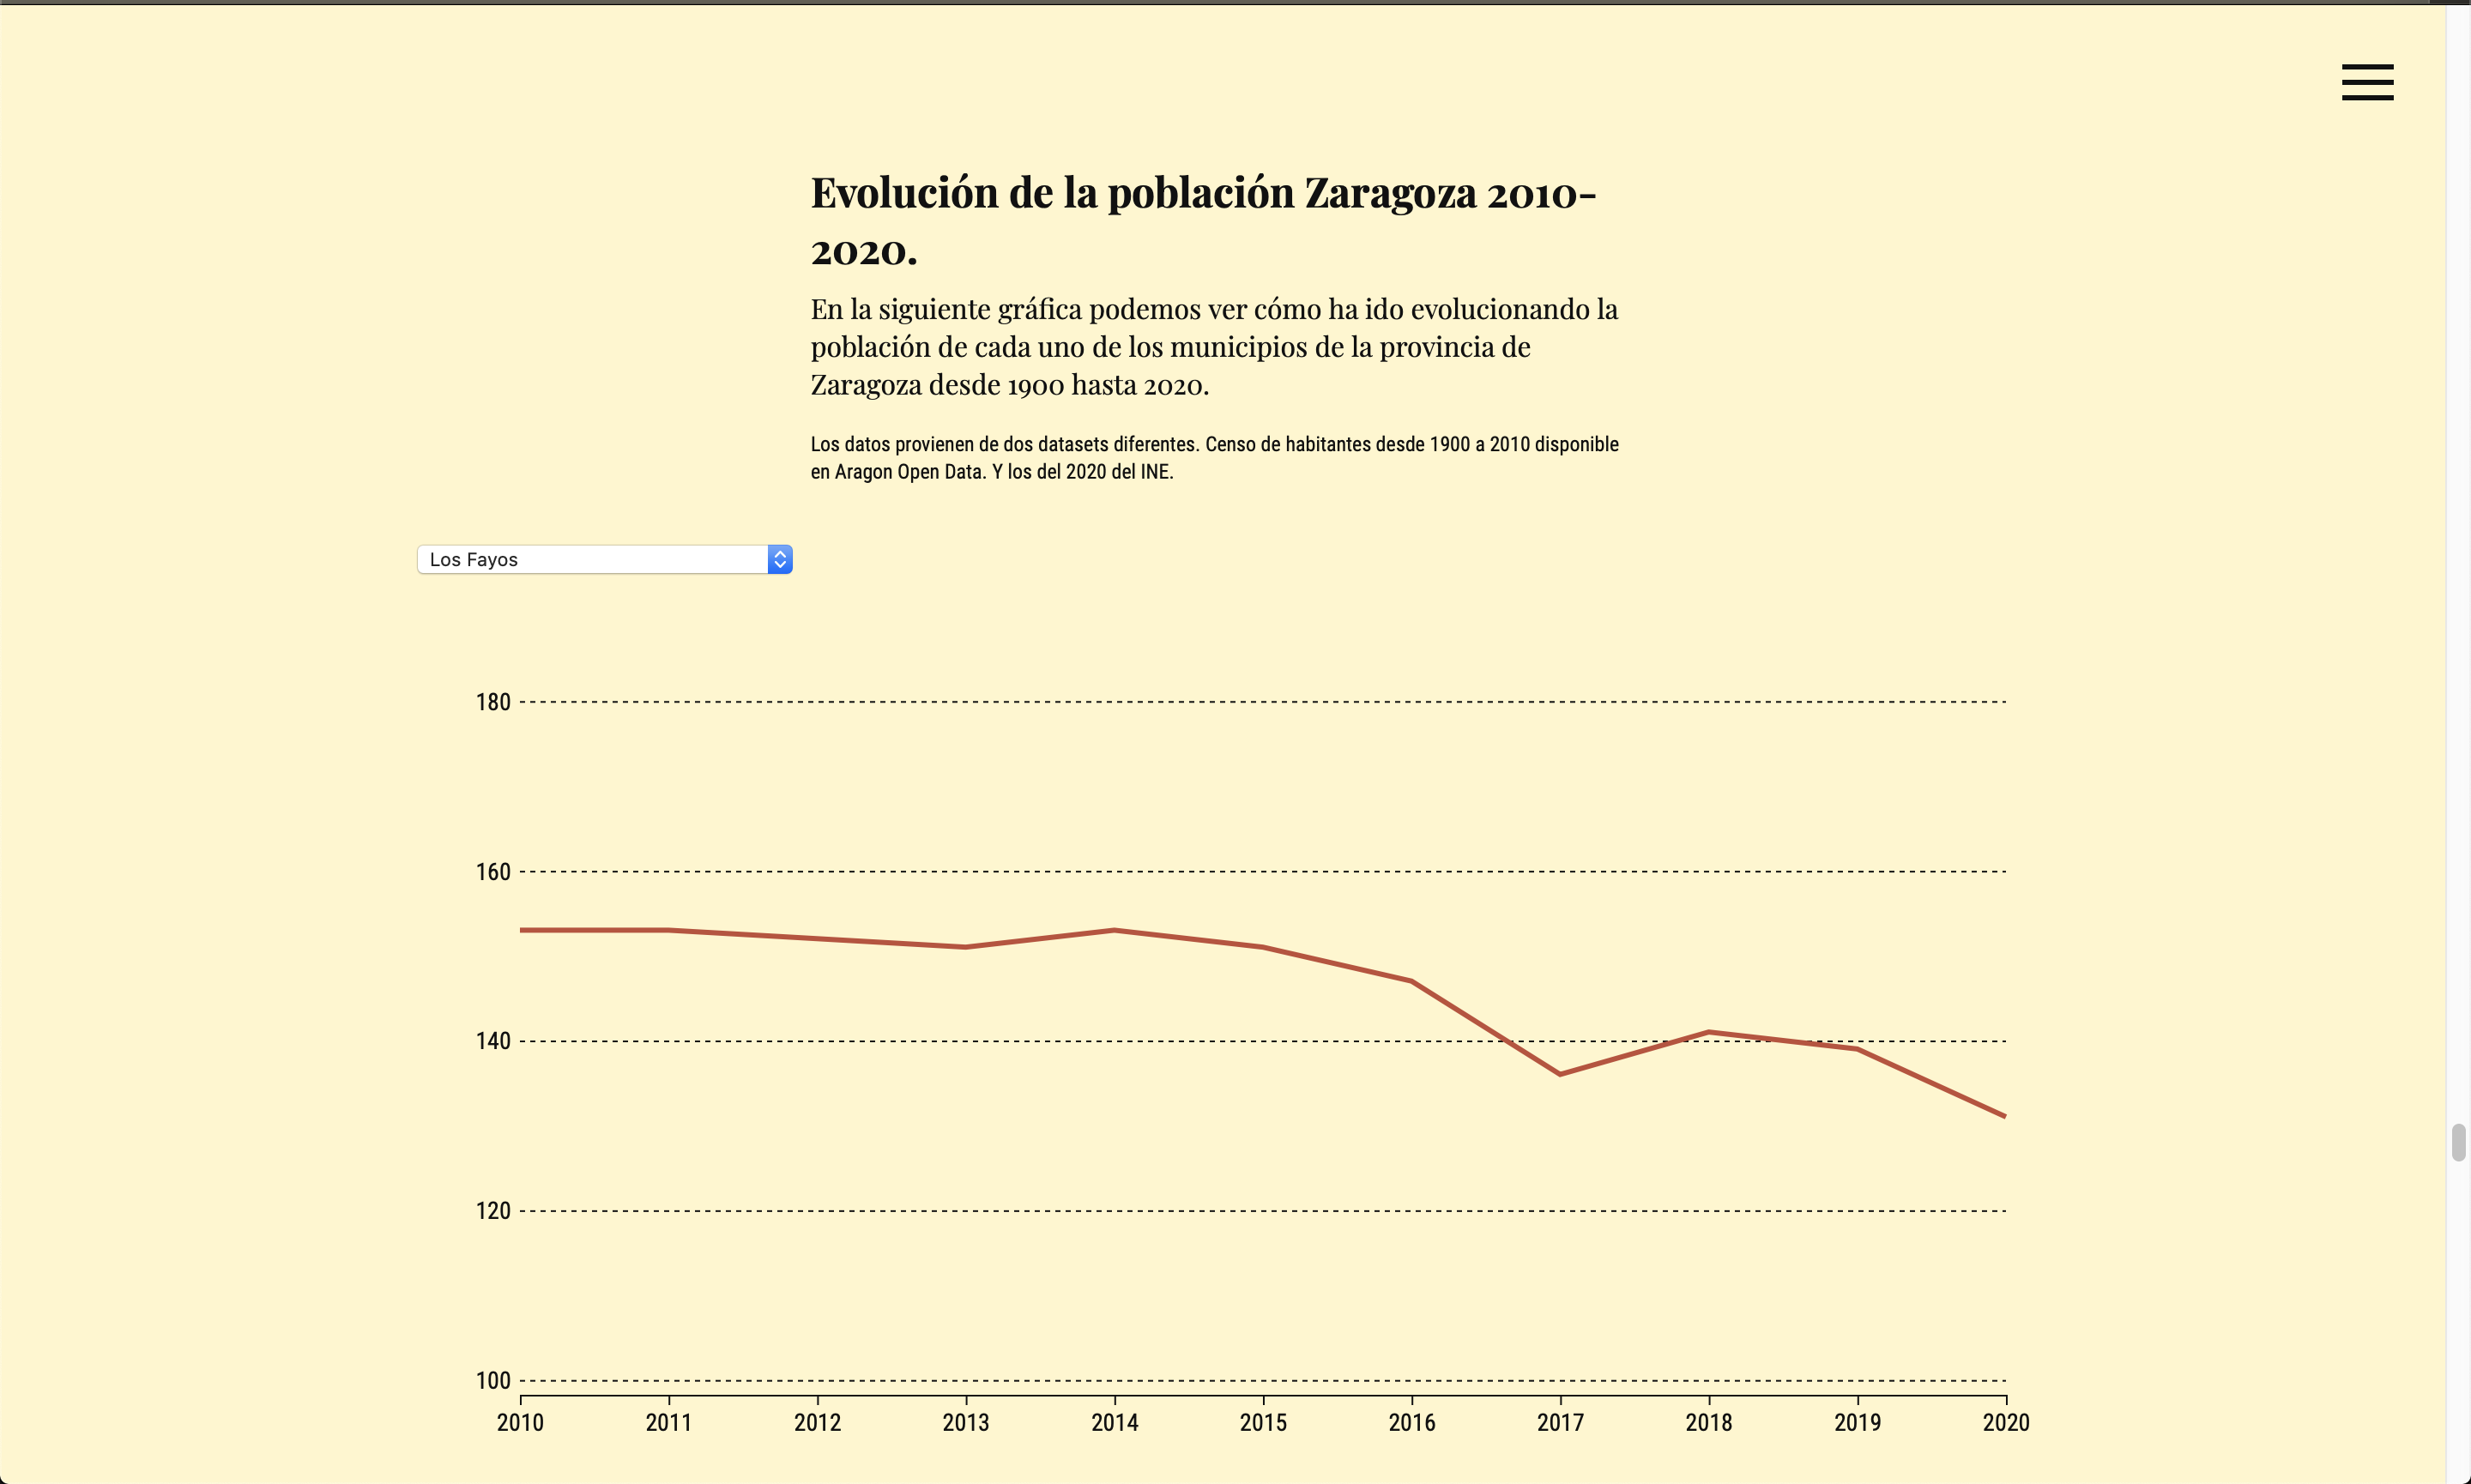 Evolución de la población Zaragoza 2010-
2020.
En la siguiente gráfica podemos ver cómo ha ido evolucionando la
población de cada uno de los municipios de la provincia de
Zaragoza desde 1900 hasta 2020.
Los datos provienen de dos datasets diferentes. Censo de habitantes desde 1900 a 2010 disponible
en Aragon Open Data. Y los del 2020 del INE.
Los Fayos
180
160
140
120
100
2010 2011 2012 2013 2014 2015 2016 2017 2018 2019 2020